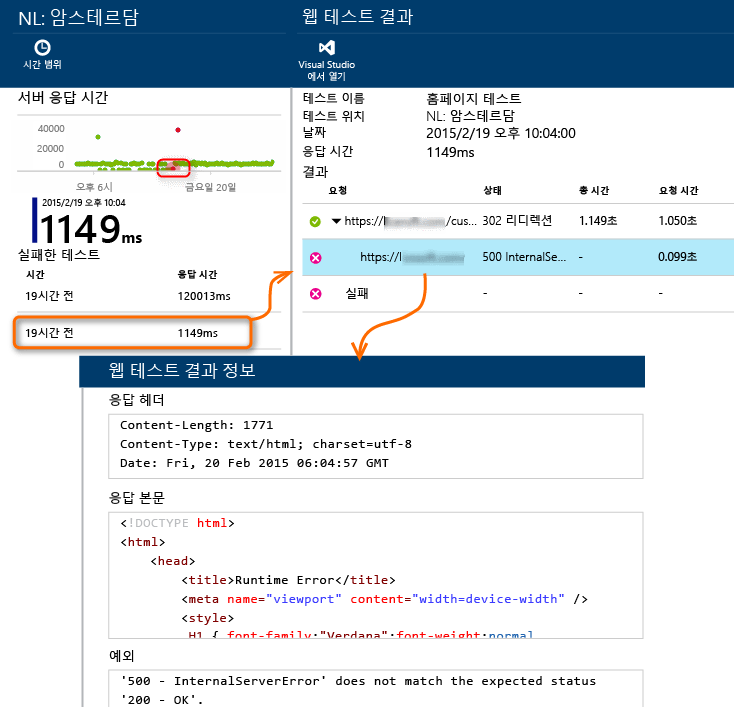 NL: 암스테르담
시간 범위
서버 응답 시간
40000
20000
0
오후 6시
금요일 20일
2015/2/19 오후 10:04
1149ms
실패한 테스트
시간 응답 시간
19시간 전 120013ms
19시간 전 1149ms
웹 테스트 결과
Visual Studio
에서 열기
테스트 이름 홈페이지 테스트
테스트 위치 NL: 암스테르담
날짜 2015/2/19 오후 10:04:00
응답 시간 1149ms
결과
요청 상태 총 시간 요청 시간
https:// /cus... 302 리디렉션 1.149초 1.050초
https:// 500 InternalSe... - 0.099초
실패 - - -
웹 테스트 결과 정보
응답 헤더
Content-Length: 1771
Content-Type: text/html; charset=utf-8
Date: Fri, 20 Feb 2015 06:04:57 GMT
응답 본문
<!DOCTYPE html>
<html>
<head>
<title>Runtime Error</title>
<meta name="viewport" content="width=device-width" />
<style>
H1 { font-family:"Verdana";font-weight:normal
예외
'500 - InternalServerError' does not match the expected status
'200 - OK'.